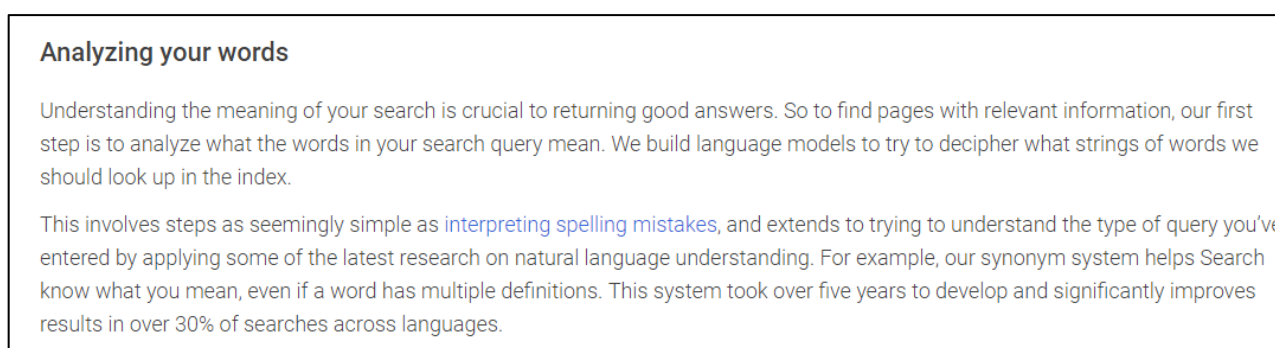 Analyzing your words
Understanding the meaning of your search is crucial to returning good answers. So to find pages with relevant information, our first
step is to analyze what the words in your search query mean. We build language models to try to decipher what strings of words we
should look up in the index.
This involves steps as seemingly simple as interpreting spelling mistakes, and extends to trying to understand the type of query you've
entered by applying some of the latest research on natural language understanding. For example, our synonym system helps Search
know what you mean, even if a word has multiple definitions. This system took over five years to develop and significantly improves
results in over 30% of searches across languages.